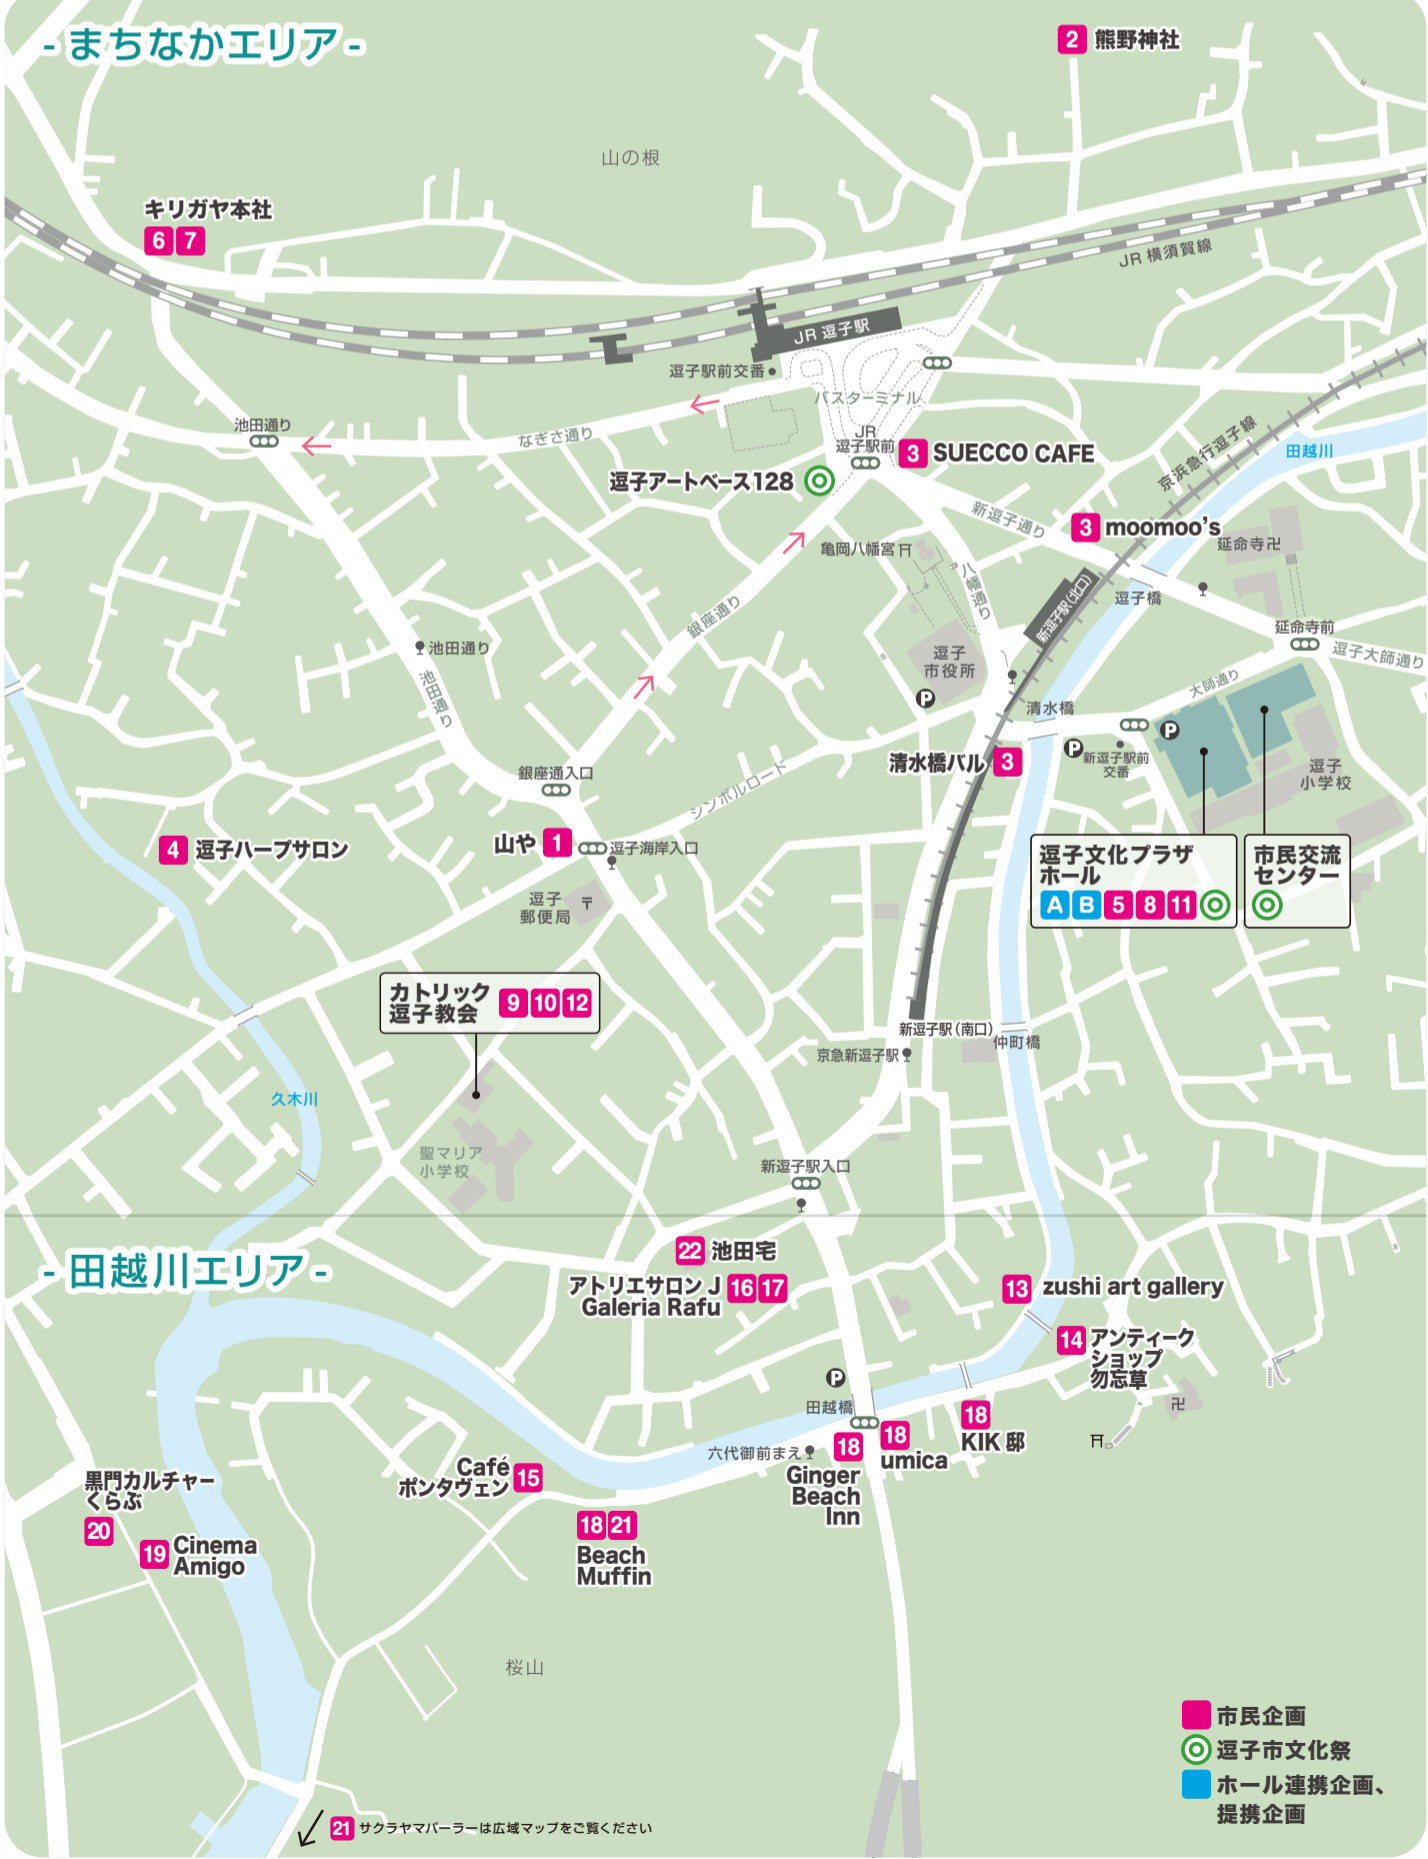 - まちなかエリア -
2 熊野神社
山の根
キリガヤ本社
6 7
JR 横須賀線
JR 逗子駅
逗子駅前交番
バスターミナル
池田通り
なぎさ通り
JR
逗子駅前
3 SUECCO CAFE
京浜急行逗子線
田越川
逗子アートベース128
新逗子通り
3 moomoo's
延命寺卍
亀岡八幡宮
八幡通り
新逗子駅(北口)
逗子橋
銀座通り
延命寺前
逗子大師通り
池田通り
逗子
市役所
大師通り
池田通り
P
清水橋
P
P
新逗子駅前
交番
清水橋バル 3
銀座通入口
シンボルロード
逗子
小学校
4 逗子ハープサロン
山や 1
逗子海岸入口
逗子文化プラザ
ホール
A B 5 8 11
市民交流
センター
逗子
郵便局
〒
カトリック
逗子教会
9 10 12
新逗子駅(南口)
仲町橋
京急新逗子駅
久木川
聖マリア
小学校
新逗子駅入口
- 田越川エリア -
22 池田宅
アトリエサロン J
Galeria Rafu
16 17
13 zushi art gallery
14 アンティーク
ショップ
勿忘草
卍
P
田越橋
18
KIK 邸
六代御前まえ
18
Ginger
Beach
Inn
18
umica
Café
ポンタヴェン
15
黒門カルチャー
くらぶ
20
19 Cinema
Amigo
18 21
Beach
Muffin
桜山
市民企画
逗子市文化祭
ホール連携企画、
提携企画
21 サクラヤマパーラーは広域マップをご覧ください